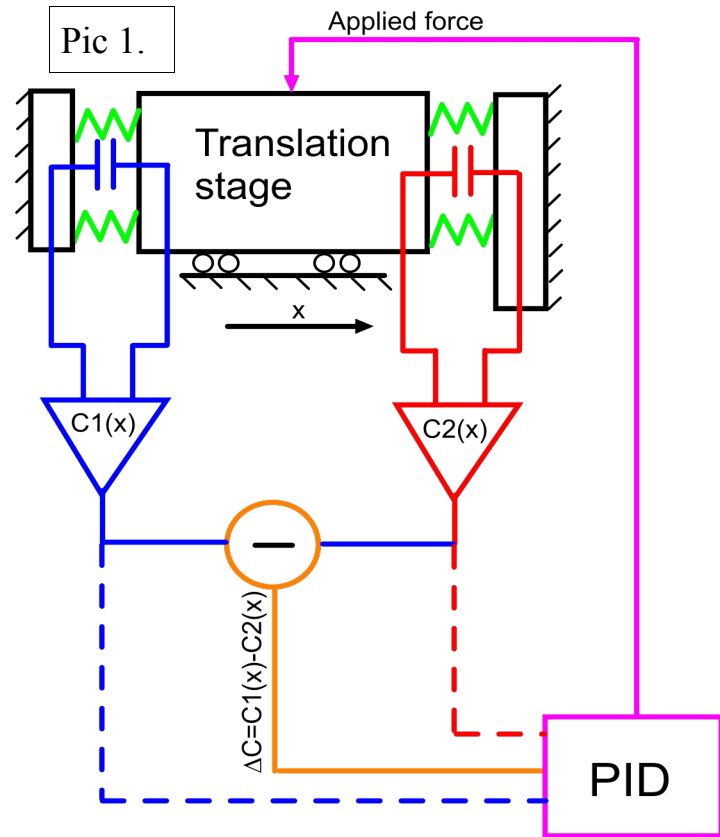 Pic 1.
Applied force
Translation
stage
x
C1(x)
C2(x)
ΔC=C1(x)-C2(x)
PID